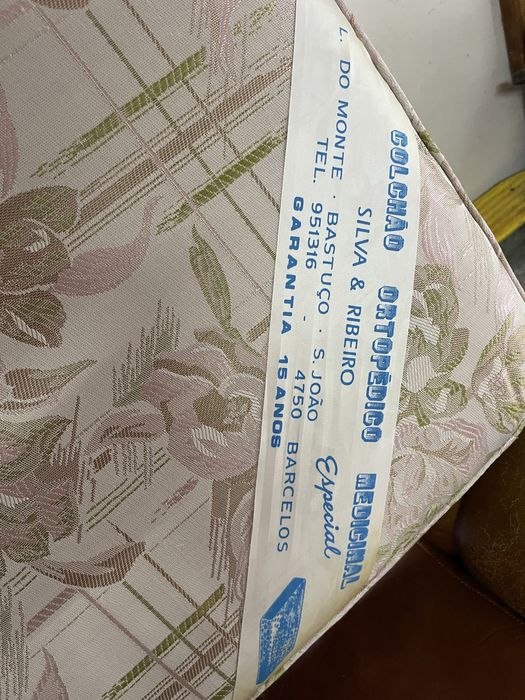 COLCHÃO ORTOPÉDICO MEDICINAL
SILVA & RIBEIRO Especial
L. DO MONTE · BASTUÇO · S. JOÃO
TEL. 951316 - 4750 BARCELOS
GARANTIA 15 ANOS